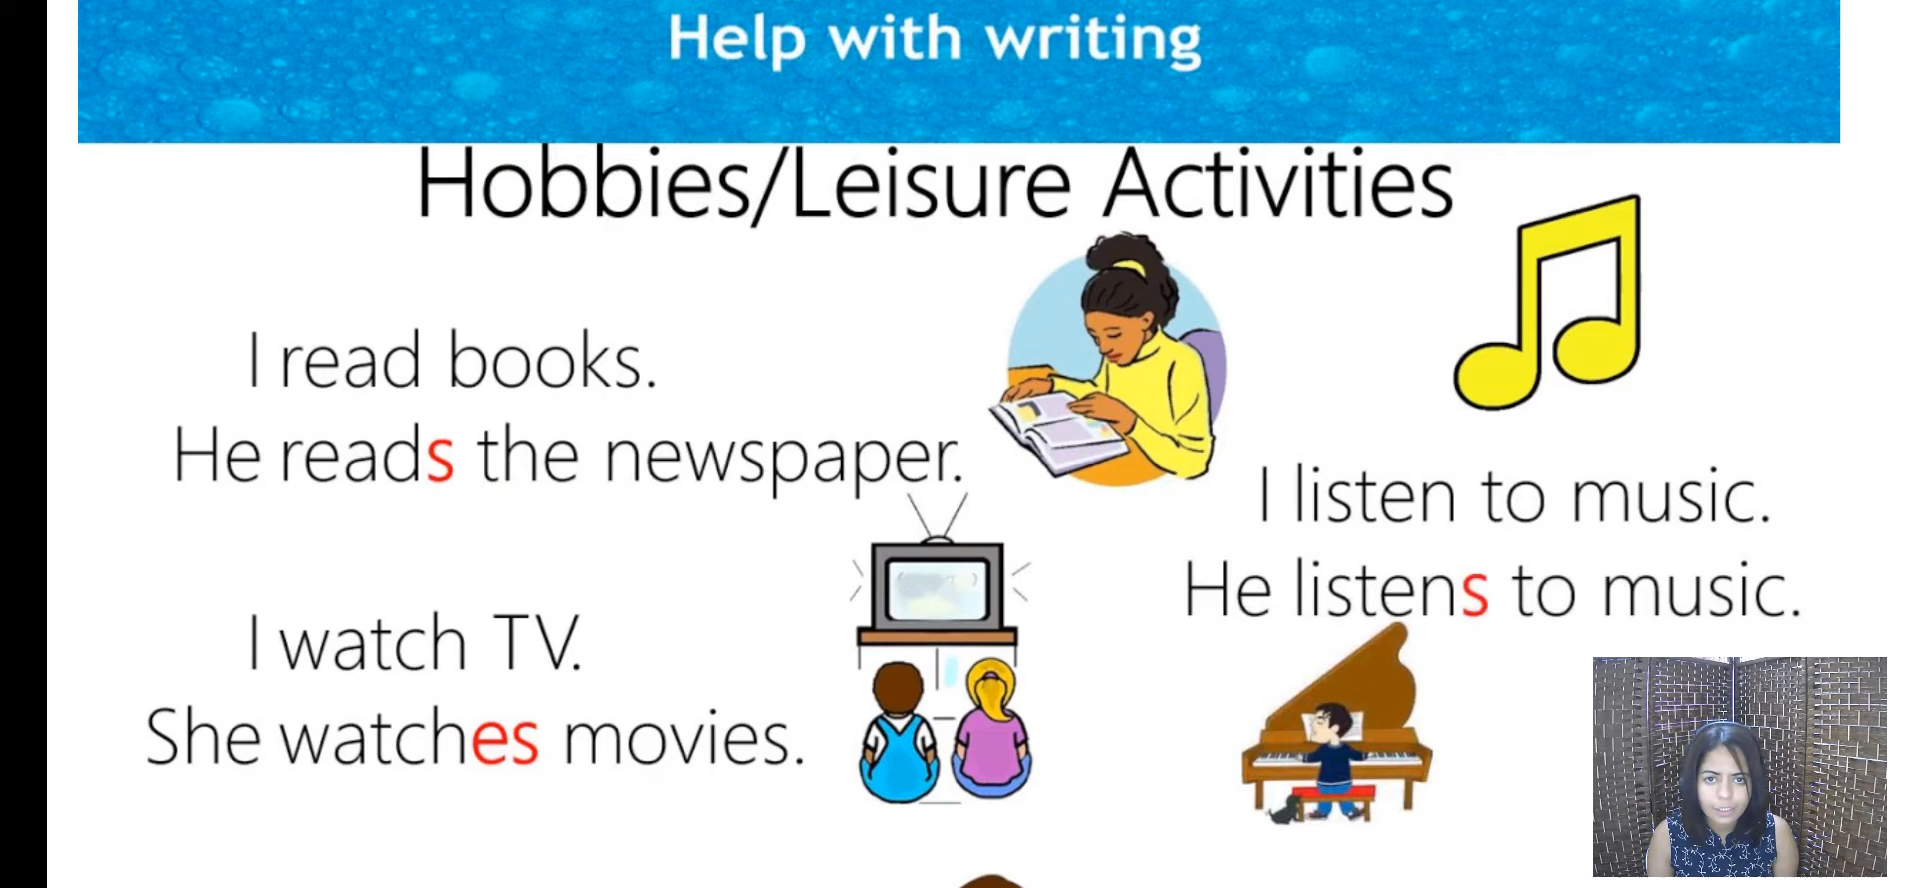 Help with writing
Hobbies/Leisure Activities
I read books.
He reads the newspaper.
I listen to music.
He listens to music.
I watch TV.
She watches movies.